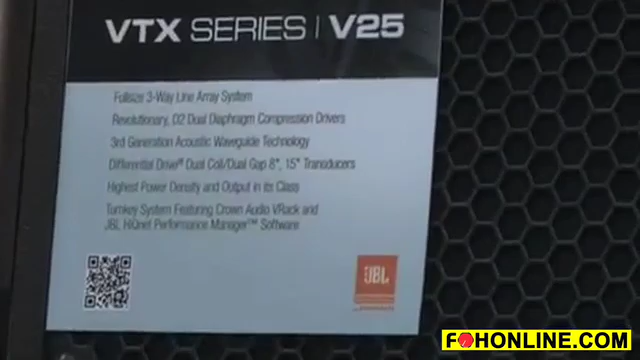 VTX SERIES | V25
Fullsize 3-Way Line Array System
Revolutionary, D2 Dual Diaphragm Compression Drivers
3rd Generation Acoustic Waveguide Technology
Differential Drive® Dual Coil/Dual Gap 8", 15" Transducers
Highest Power Density and Output in its Class
Turnkey System Featuring Crown Audio VRack and
JBL HiQnet Performance Manager™ Software
JBL
FOHONLINE.COM